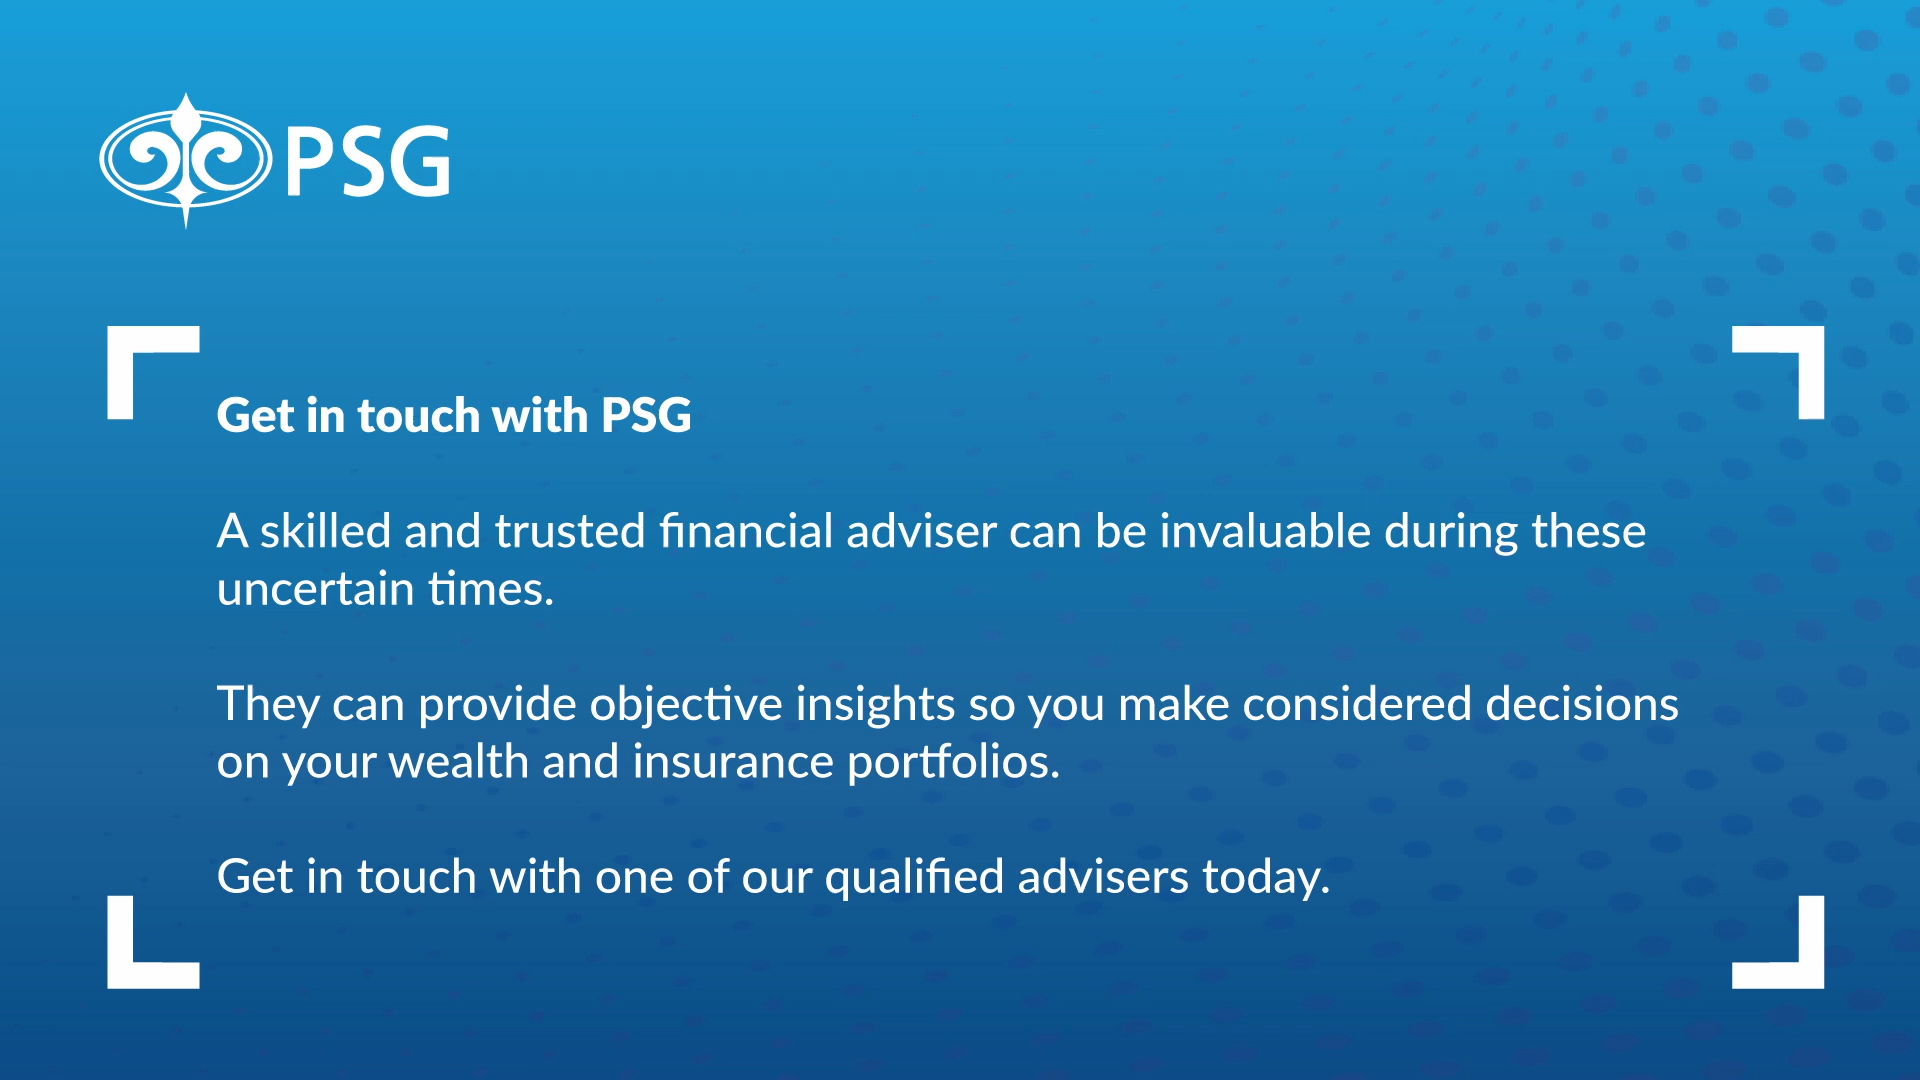 PSG
Get in touch with PSG
A skilled and trusted financial adviser can be invaluable during these
uncertain times.
They can provide objective insights so you make considered decisions
on your wealth and insurance portfolios.
Get in touch with one of our qualified advisers today.